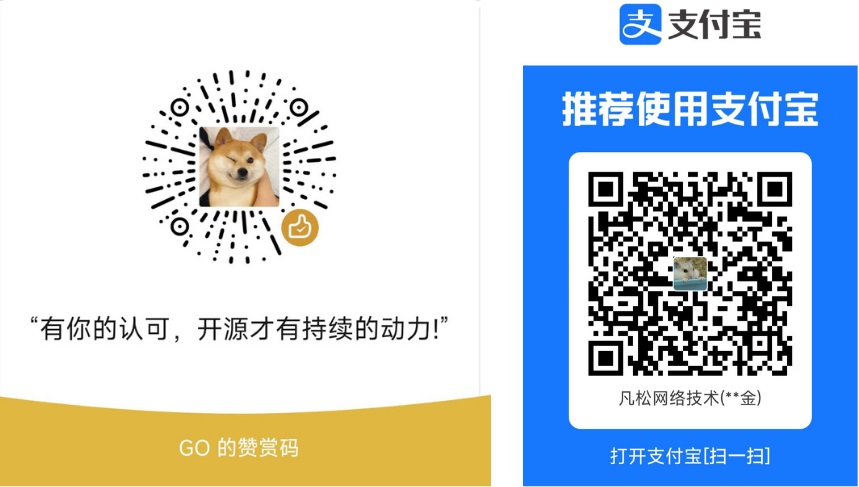 “有你的认可，开源才有持续的动力!”
GO 的赞赏码
支付宝
推荐使用支付宝
凡松网络技术(**金)
打开支付宝[扫一扫]